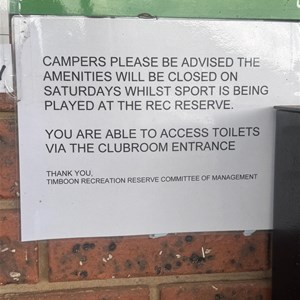 CAMPERS PLEASE BE ADVISED THE
AMENITIES WILL BE CLOSED ON
SATURDAYS WHILST SPORT IS BEING
PLAYED AT THE REC RESERVE.
YOU ARE ABLE TO ACCESS TOILETS
VIA THE CLUBROOM ENTRANCE
THANK YOU,
TIMBOON RECREATION RESERVE COMMITTEE OF MANAGEMENT